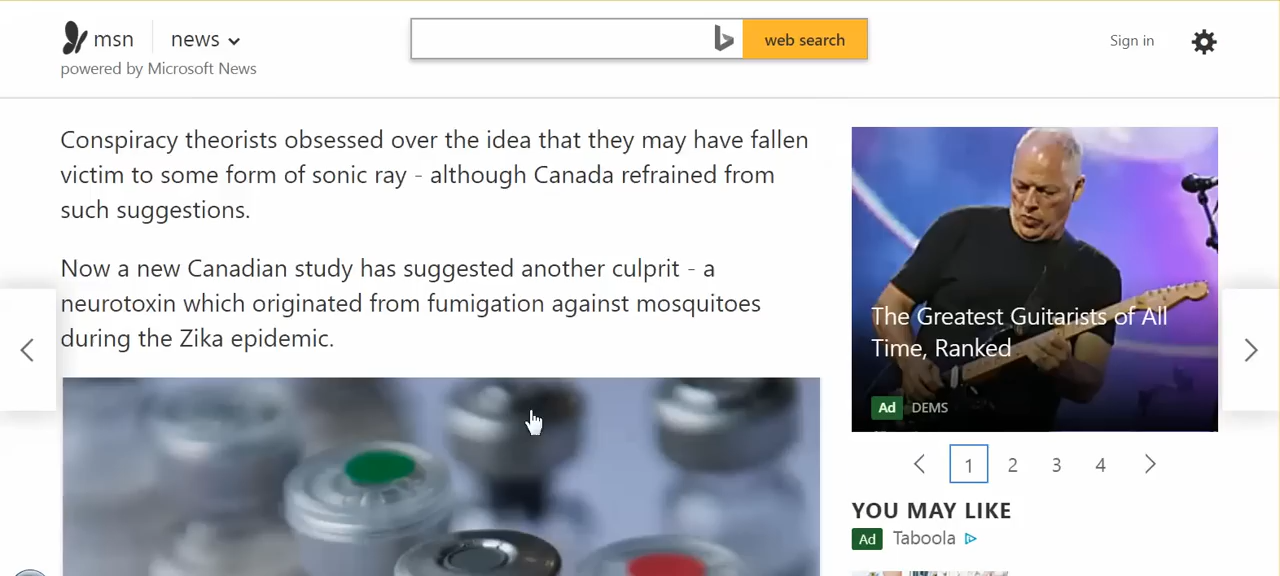 msn
news
web search
Sign in
powered by Microsoft News
Conspiracy theorists obsessed over the idea that they may have fallen
victim to some form of sonic ray - although Canada refrained from
such suggestions.
Now a new Canadian study has suggested another culprit - a
neurotoxin which originated from fumigation against mosquitoes
during the Zika epidemic.
The Greatest Guitarists of All
Time, Ranked
Ad DEMS
1 2 3 4
YOU MAY LIKE
Ad Taboola